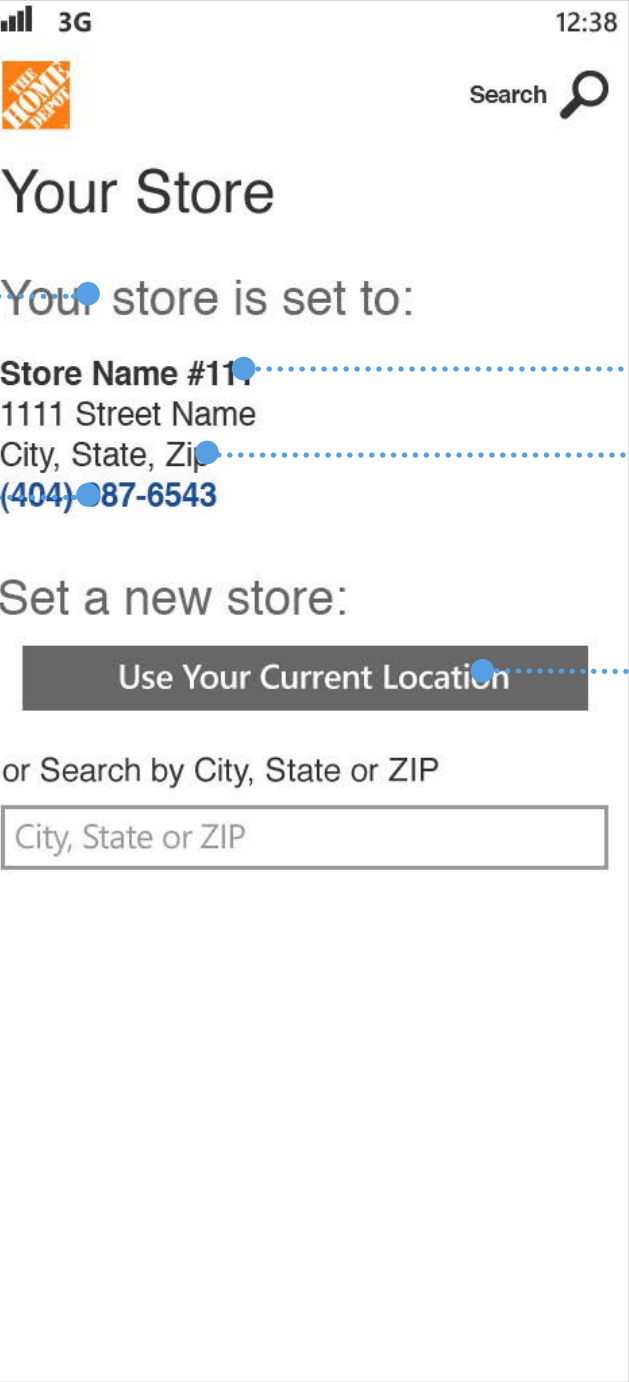 3G 12:38
THE HOME DEPOT
Search
Your Store
Your store is set to:
Store Name #111
1111 Street Name
City, State, Zip
(404) 87-6543
Set a new store:
Use Your Current Location
or Search by City, State or ZIP
City, State or ZIP